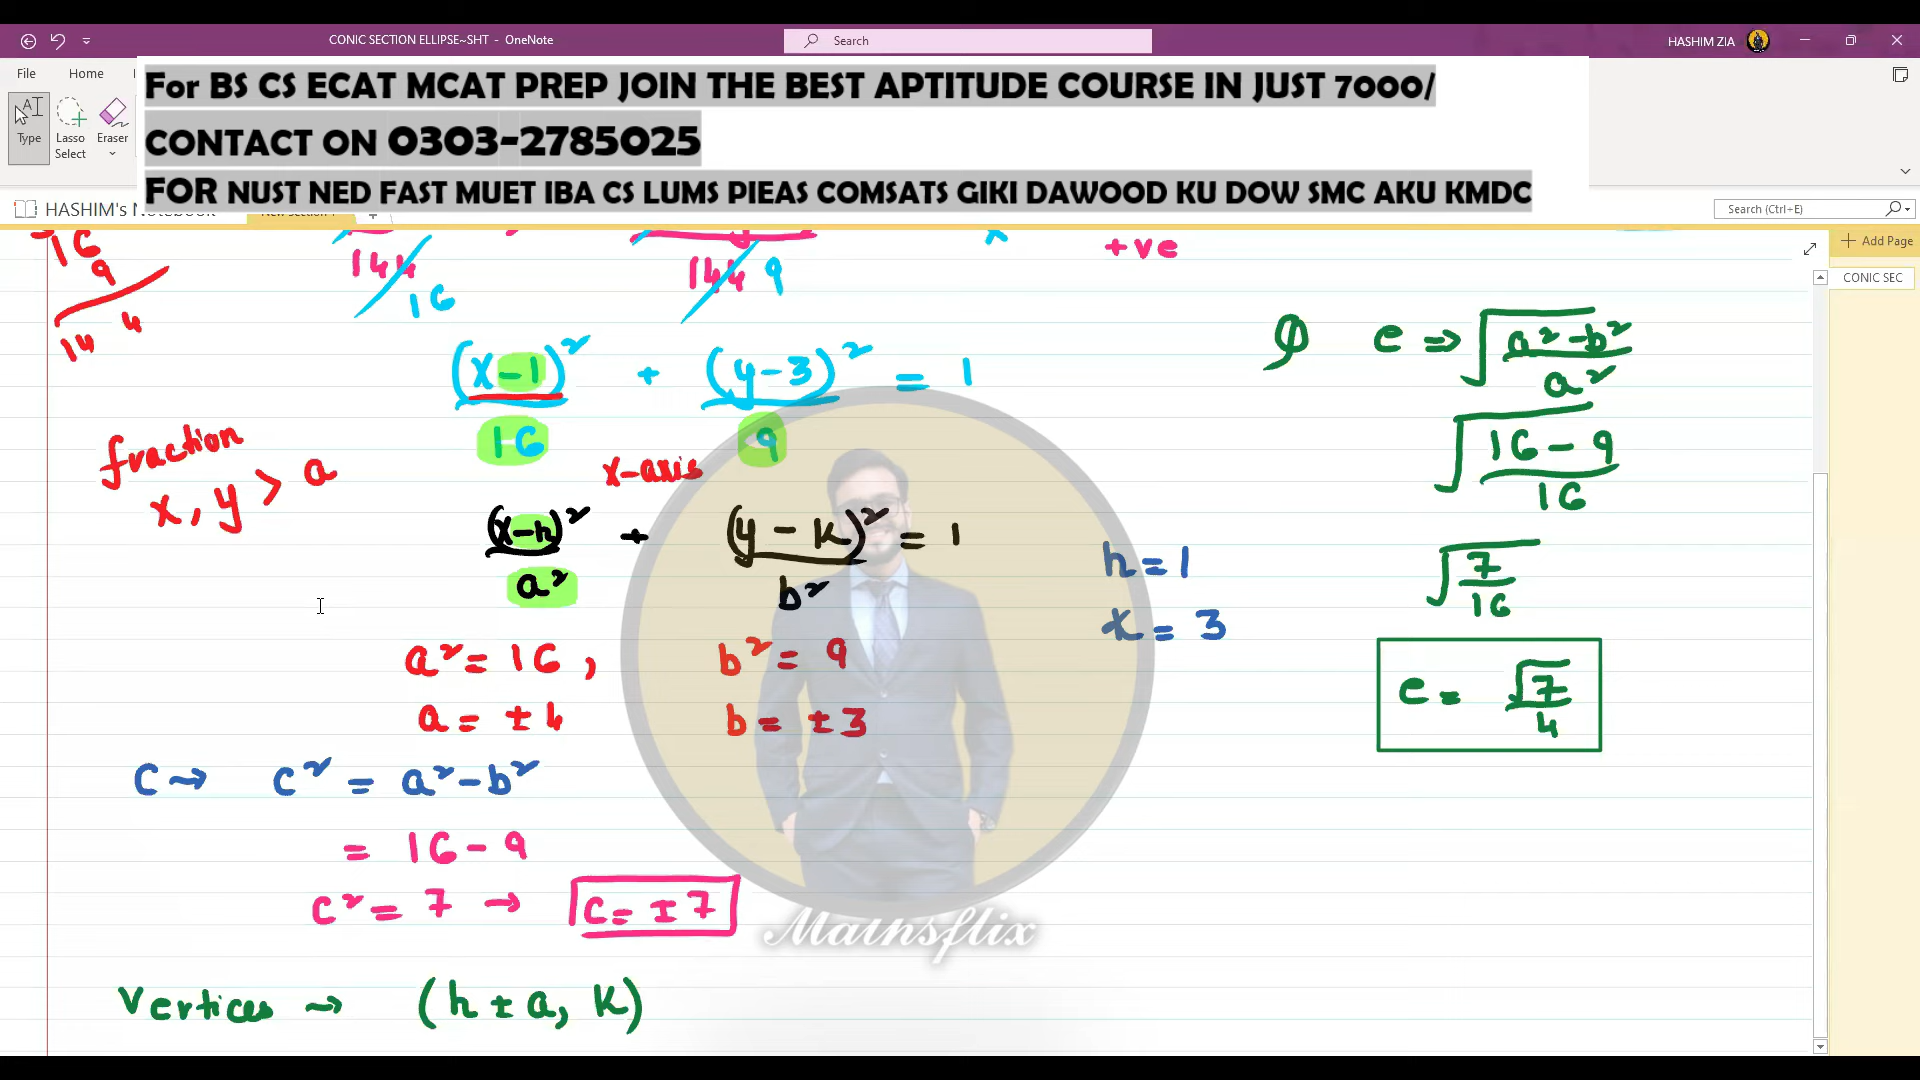 CONIC SECTION ELLIPSE~SHT - OneNote
Search
HASHIM ZIA
File Home
For BS CS ECAT MCAT PREP JOIN THE BEST APTITUDE COURSE IN JUST 7000/
CONTACT ON 0303-2785025
FOR NUST NED FAST MUET IBA CS LUMS PIEAS COMSATS GIKI DAWOOD KU DOW SMC AKU KMDC
Type
Lasso Select
Eraser
HASHIM's Notebook
Search (Ctrl+E)
Add Page
CONIC SEC
16
9
144
144
16
144 9
x
+ve
(x-1)² / 16 + (y-3)² / 9 = 1
fraction
x, y > a
x-axis
(x-h)² / a² + (y-k)² / b² = 1
h = 1
x = 3
a² = 16, b² = 9
a = ±4 b = ±3
C → c² = a² - b²
= 16 - 9
c² = 7 → C = ±7
Vertices → (h ± a, k)
e ⇒ √(a² - b² / a²)
√(16 - 9 / 16)
√(7 / 16)
e = √7 / 4
Mainsflix